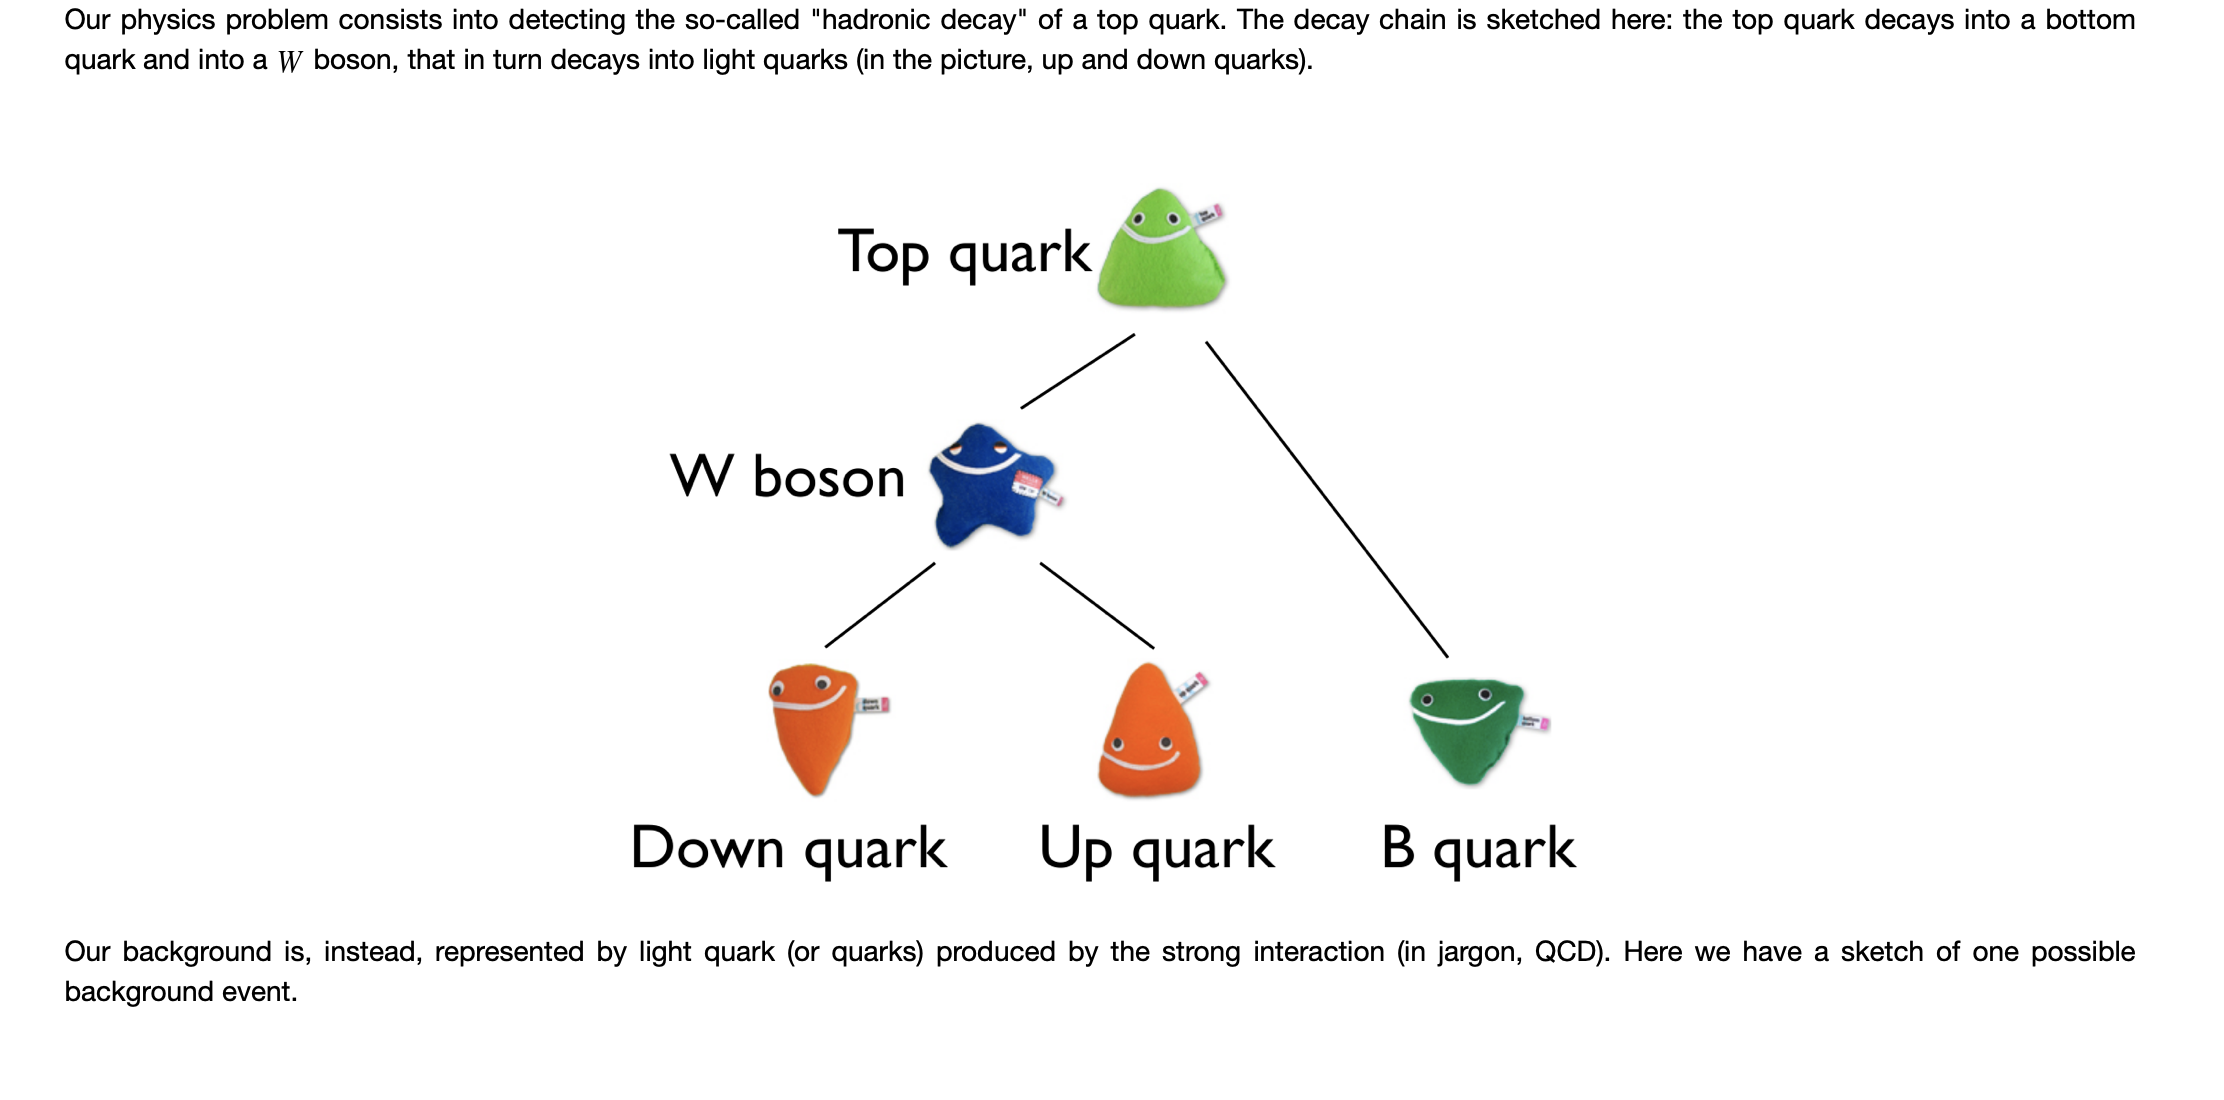 Our physics problem consists into detecting the so-called "hadronic decay" of a top quark. The decay chain is sketched here: the top quark decays into a bottom
quark and into a W boson, that in turn decays into light quarks (in the picture, up and down quarks).
Top quark
W boson
Down quark
Up quark
B quark
Our background is, instead, represented by light quark (or quarks) produced by the strong interaction (in jargon, QCD). Here we have a sketch of one possible
background event.